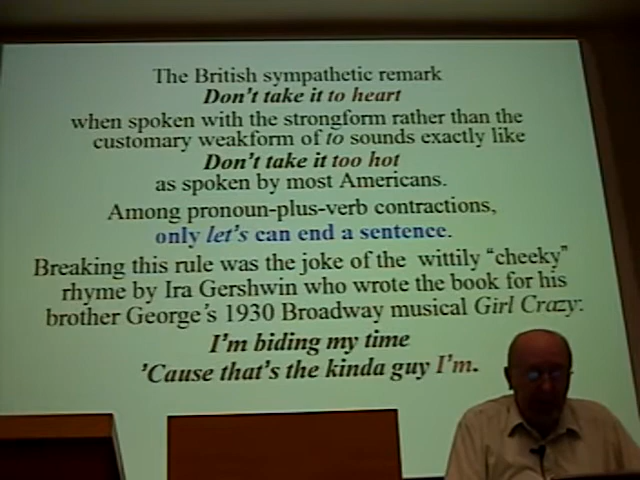 The British sympathetic remark
Don't take it to heart
when spoken with the strongform rather than the
customary weakform of to sounds exactly like
Don't take it too hot
as spoken by most Americans.
Among pronoun-plus-verb contractions,
only let's can end a sentence.
Breaking this rule was the joke of the wittily “cheeky”
rhyme by Ira Gershwin who wrote the book for his
brother George's 1930 Broadway musical Girl Crazy:
I'm biding my time
'Cause that's the kinda guy I'm.